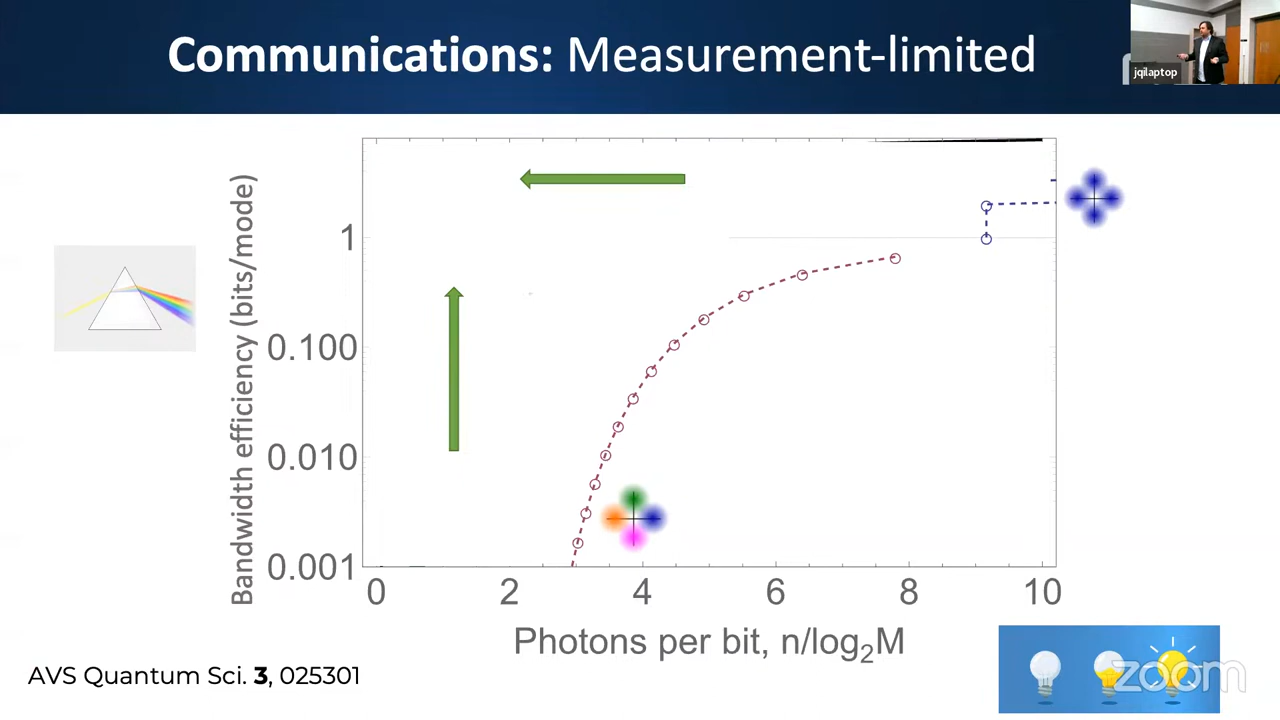 Communications: Measurement-limited
jqilaptop
Bandwidth efficiency (bits/mode)
1
0.100
0.010
0.001
0 2 4 6 8 10
Photons per bit, n/log2M
AVS Quantum Sci. 3, 025301
zoom